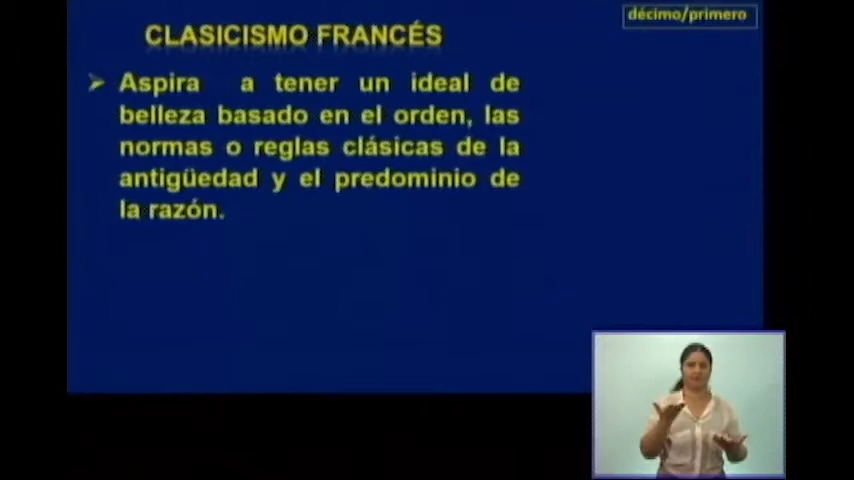 décimo/primero
CLASICISMO FRANCÉS
➢ Aspira a tener un ideal de
belleza basado en el orden, las
normas o reglas clásicas de la
antigüedad y el predominio de
la razón.